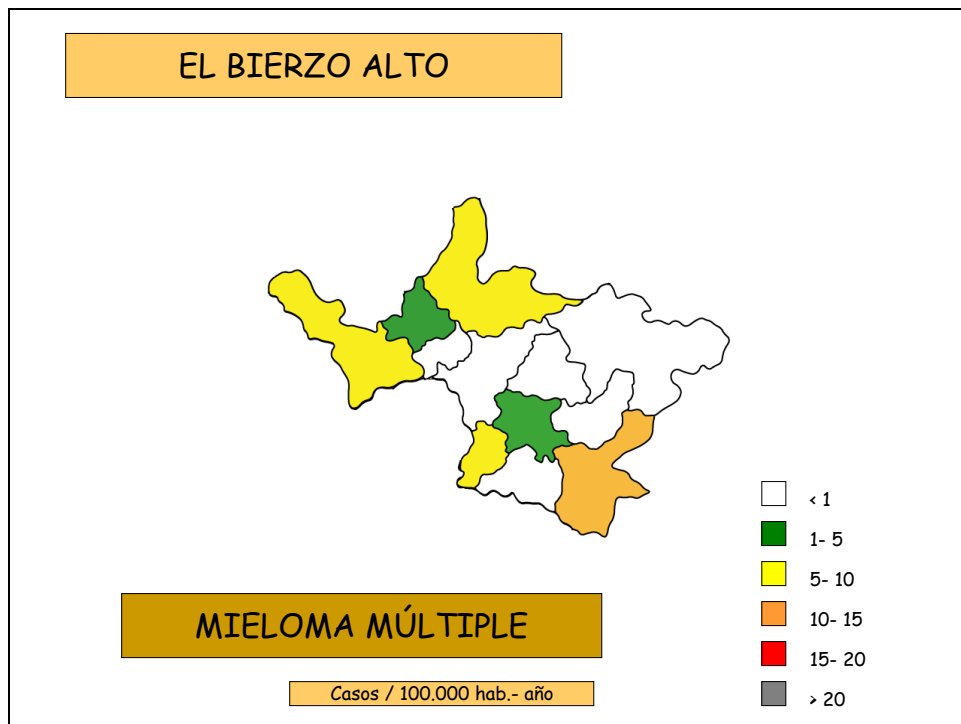 EL BIERZO ALTO
< 1
1- 5
5- 10
10- 15
15- 20
> 20
MIELOMA MÚLTIPLE
Casos / 100.000 hab.- año